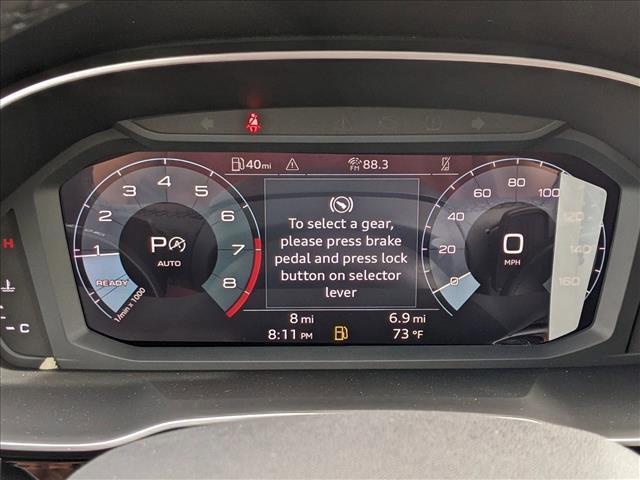 40mi
FM 88.3
To select a gear,
please press brake
pedal and press lock
button on selector
lever
8 mi
6.9 mi
8:11 PM
73 °F
P
AUTO
READY
1/min x 1000
1
2
3
4
5
6
7
8
0
MPH
0
20
40
60
80
100
120
140
160
H
C